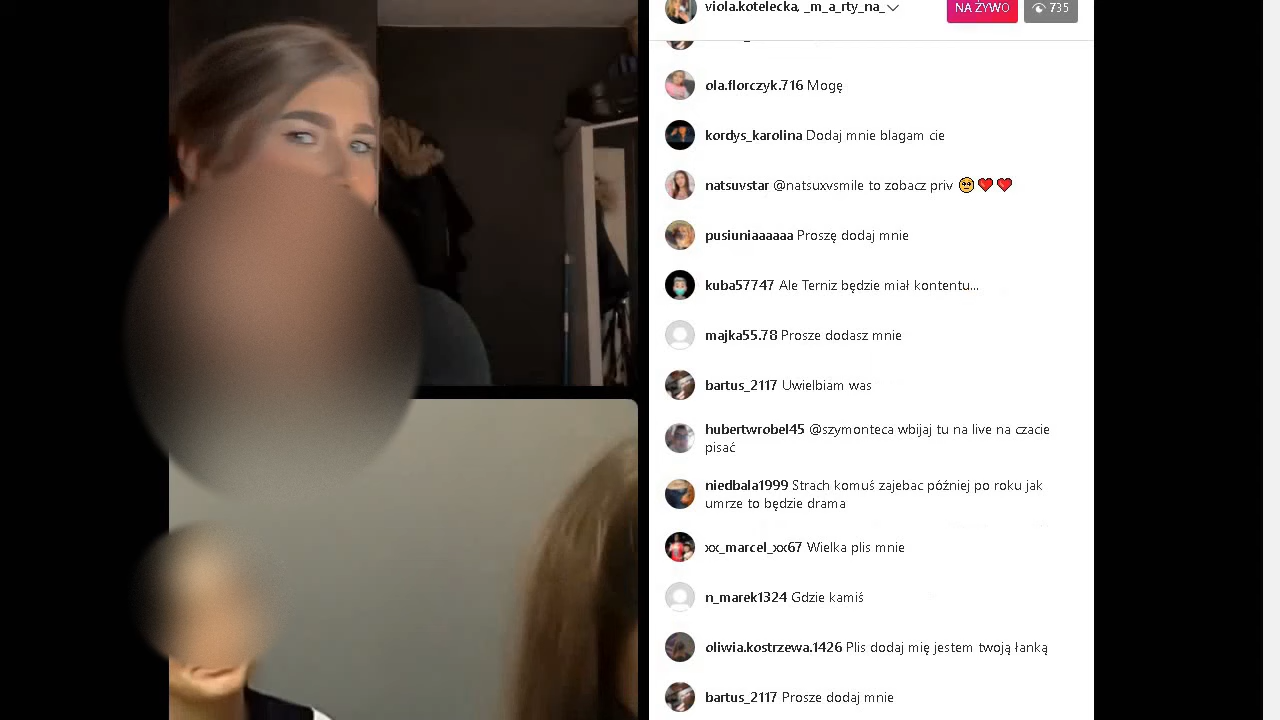 viola.kotelecka, _m_a_rty_na_
NA ŻYWO
735
ola.florczyk.716 Mogę
kordys_karolina Dodaj mnie blagam cie
natsuvstar @natsuxvsmile to zobacz priv 🥺❤️❤️
pusiuniaaaaaa Proszę dodaj mnie
kuba57747 Ale Terniz będzie miał kontentu...
majka55.78 Prosze dodasz mnie
bartus_2117 Uwielbiam was
hubertwrobel45 @szymonteca wbijaj tu na live na czacie
pisać
niedbala1999 Strach komuś zajebac później po roku jak
umrze to będzie drama
xx_marcel_xx67 Wielka plis mnie
n_marek1324 Gdzie kamiś
oliwia.kostrzewa.1426 Plis dodaj mię jestem twoją łanką
bartus_2117 Prosze dodaj mnie